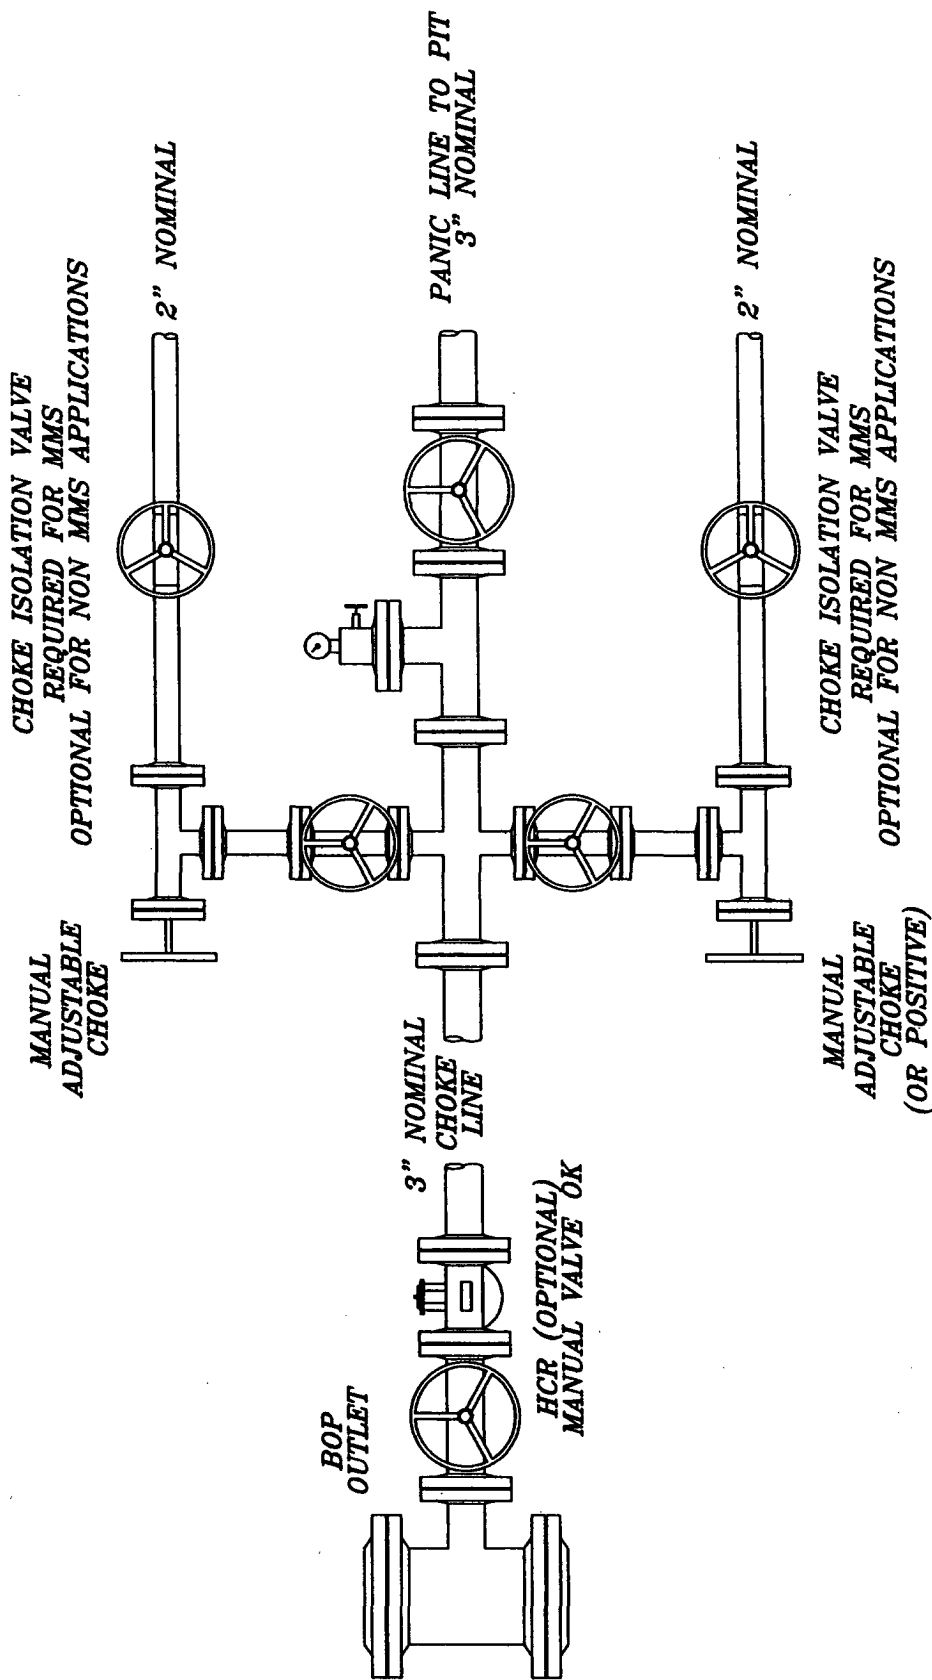 BOP
OUTLET
HCR (OPTIONAL)
MANUAL VALVE OK
3" NOMINAL
CHOKE
LINE
MANUAL
ADJUSTABLE
CHOKE
CHOKE ISOLATION VALVE
REQUIRED FOR MMS
OPTIONAL FOR NON MMS APPLICATIONS
2" NOMINAL
PANIC LINE TO PIT
3" NOMINAL
MANUAL
ADJUSTABLE
CHOKE
(OR POSITIVE)
CHOKE ISOLATION VALVE
REQUIRED FOR MMS
OPTIONAL FOR NON MMS APPLICATIONS
2" NOMINAL